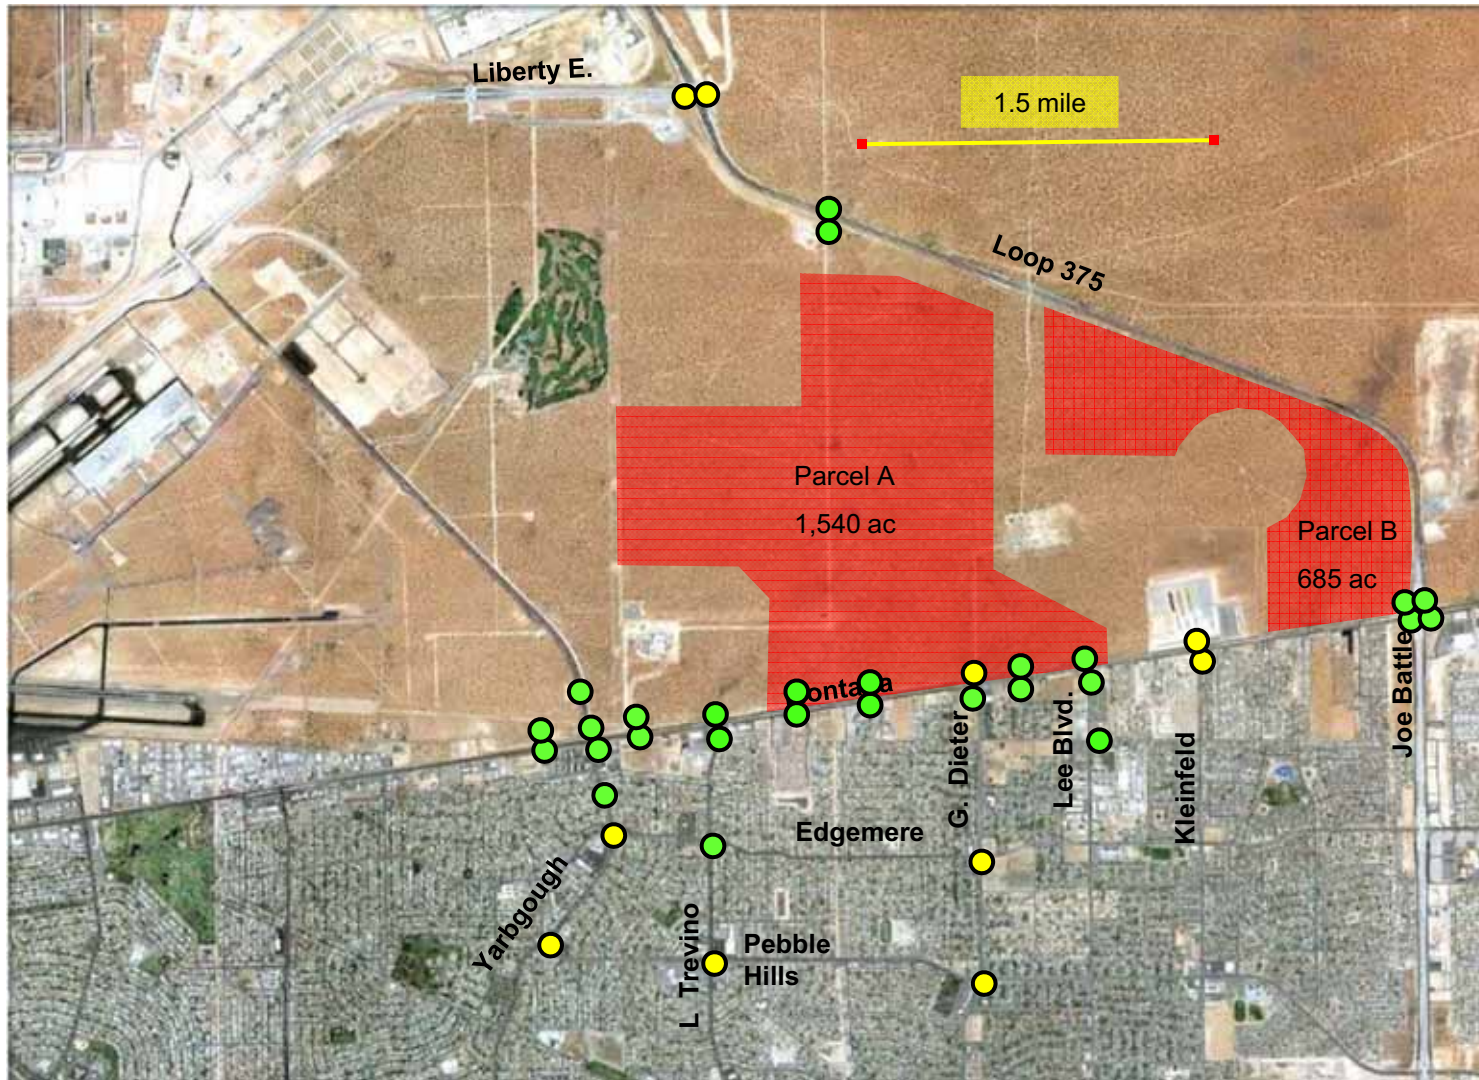 Liberty E.
1.5 mile
Loop 375
Parcel A
1,540 ac
Parcel B
685 ac
ontana
Joe Battle
Lee Blvd.
G. Dieter
Kleinfeld
Edgemere
Yarbgough
L Trevino
Pebble
Hills